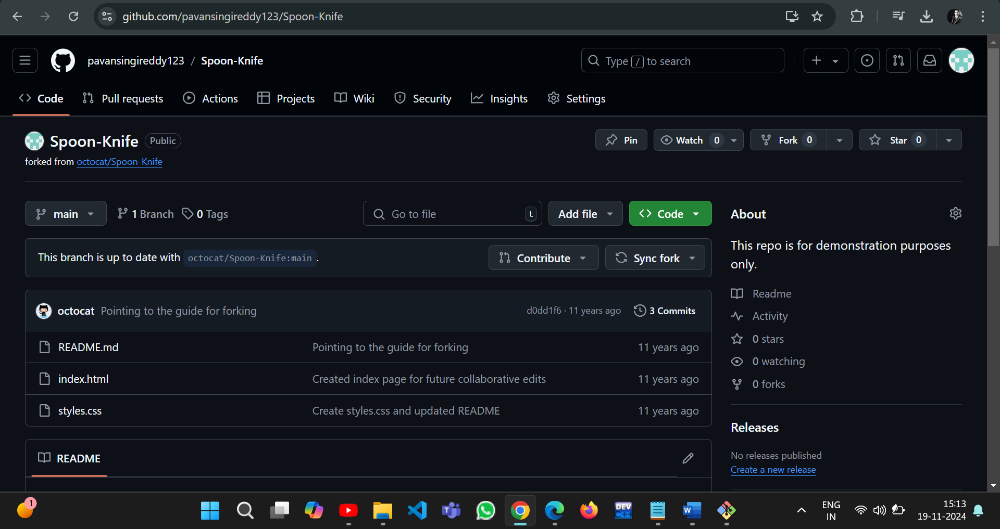 github.com/pavansingireddy123/Spoon-Knife
pavansingireddy123 / Spoon-Knife
Type / to search
Code Pull requests Actions Projects Wiki Security Insights Settings
Spoon-Knife Public
Pin Watch 0 Fork 0 Star 0
forked from octocat/Spoon-Knife
main 1 Branch 0 Tags Go to file t Add file Code
This branch is up to date with octocat/Spoon-Knife:main .
Contribute Sync fork
octocat Pointing to the guide for forking d0dd1f6 · 11 years ago 3 Commits
README.md Pointing to the guide for forking 11 years ago
index.html Created index page for future collaborative edits 11 years ago
styles.css Create styles.css and updated README 11 years ago
README
About
This repo is for demonstration purposes
only.
Readme
Activity
0 stars
0 watching
0 forks
Releases
No releases published
Create a new release
1
T
DEV
C++
W
ENG
IN
15:13
19-11-2024